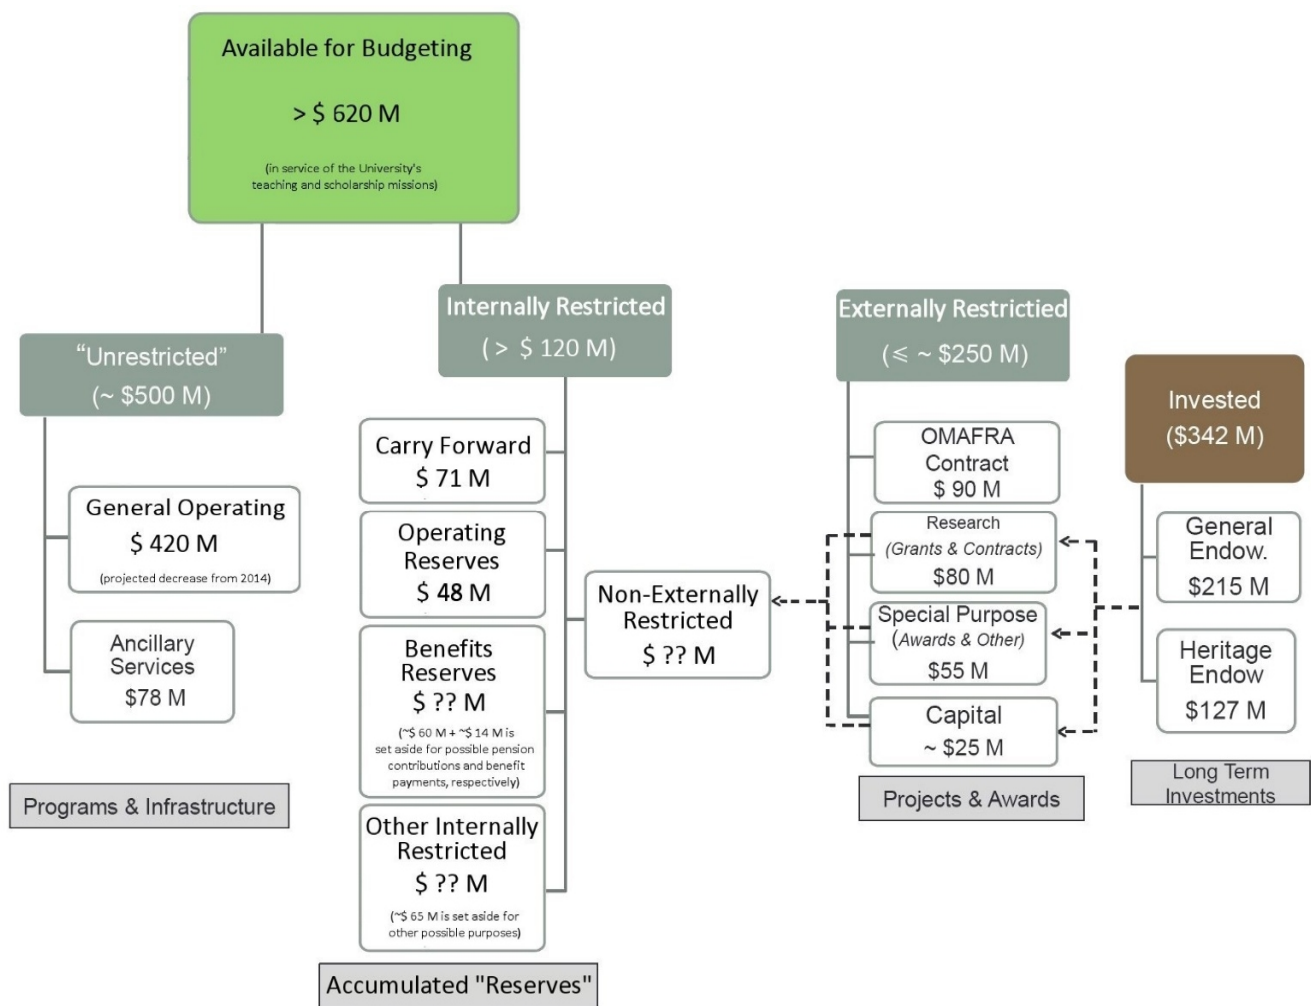 Available for Budgeting
> $ 620 M
(in service of the University's
teaching and scholarship missions)
“Unrestricted”
(~ $500 M)
General Operating
$ 420 M
(projected decrease from 2014)
Ancillary
Services
$78 M
Programs & Infrastructure
Internally Restricted
( > $ 120 M)
Carry Forward
$ 71 M
Operating
Reserves
$ 48 M
Benefits
Reserves
$ ?? M
(~$ 60 M + ~$ 14 M is
set aside for possible pension
contributions and benefit
payments, respectively)
Other Internally
Restricted
$ ?? M
(~$ 65 M is set aside for
other possible purposes)
Accumulated "Reserves"
Non-Externally
Restricted
$ ?? M
Externally Restrictied
(⩽ ~ $250 M)
OMAFRA
Contract
$ 90 M
Research
(Grants & Contracts)
$80 M
Special Purpose
(Awards & Other)
$55 M
Capital
~ $25 M
Projects & Awards
Invested
($342 M)
General
Endow.
$215 M
Heritage
Endow
$127 M
Long Term
Investments